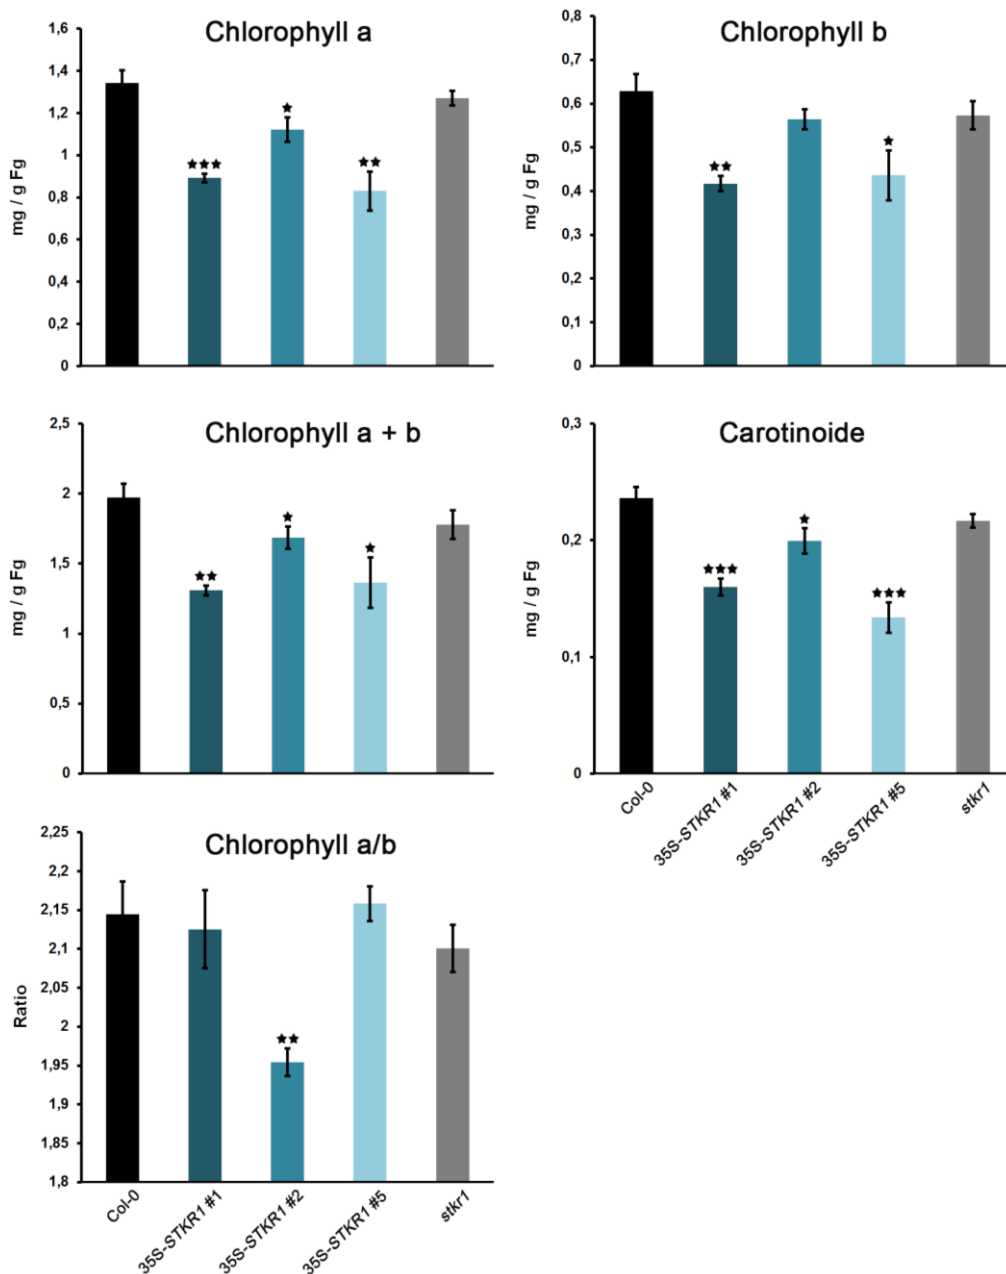 Chlorophyll a
1,6
1,4
1,2
1
0,8
0,6
0,4
0,2
0
mg / g Fg
★★★
★
★★
Chlorophyll b
0,8
0,7
0,6
0,5
0,4
0,3
0,2
0,1
0
mg / g Fg
★★
★
Chlorophyll a + b
2,5
2
1,5
1
0,5
0
mg / g Fg
★★
★
★
Carotinoide
0,3
0,2
0,1
0
mg / g Fg
★★★
★
★★★
Col-0
35S-STKR1 #1
35S-STKR1 #2
35S-STKR1 #5
stkr1
Chlorophyll a/b
2,25
2,2
2,15
2,1
2,05
2
1,95
1,9
1,85
1,8
Ratio
★★
Col-0
35S-STKR1 #1
35S-STKR1 #2
35S-STKR1 #5
stkr1